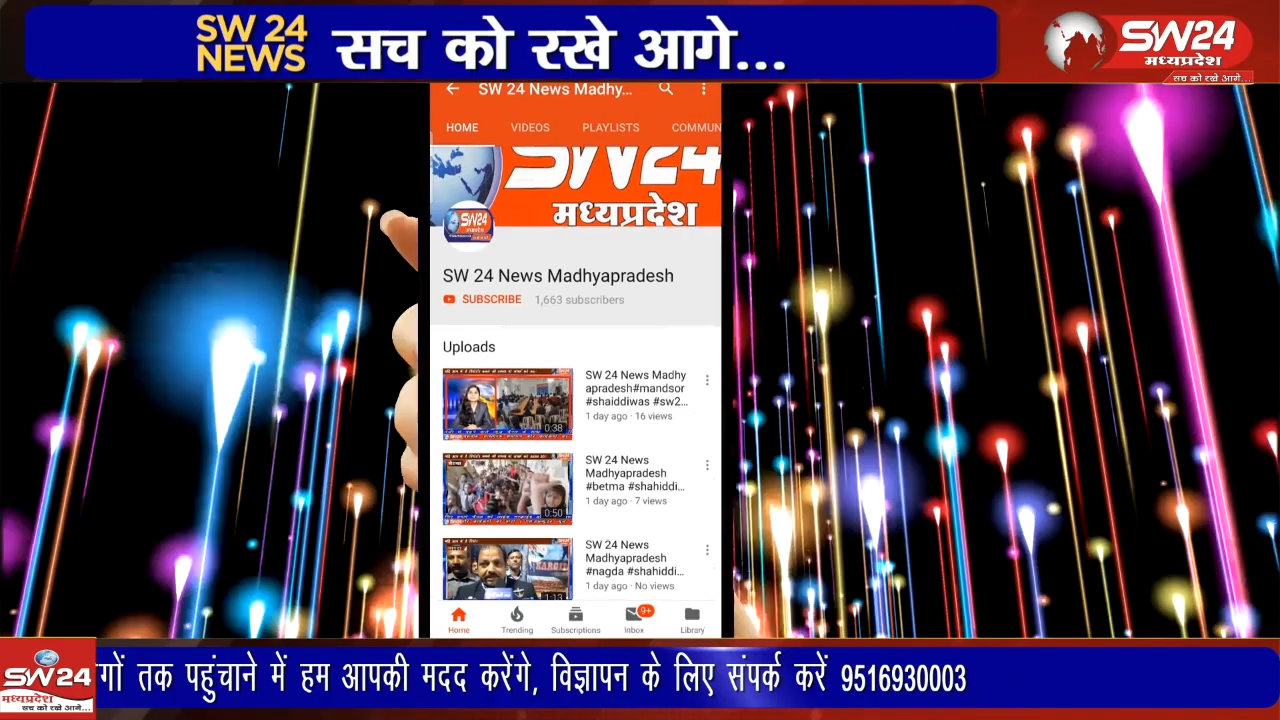 SW 24
NEWS
सच को रखे आगे...
SW24
मध्यप्रदेश
सच को रखे आगे...
SW 24 News Madhy...
HOME VIDEOS PLAYLISTS COMMUN
SW24
मध्यप्रदेश
SW24
SW 24 News Madhyapradesh
SUBSCRIBE 1,663 subscribers
Uploads
SW 24 News Madhy
apradesh#mandsor
#shaiddiwas #sw2...
1 day ago · 16 views
0:38
SW 24 News
Madhyapradesh
#betma #shahiddi...
1 day ago · 7 views
0:50
SW 24 News
Madhyapradesh
#nagda #shahiddi...
1 day ago · No views
1:13
9+
Home Trending Subscriptions Inbox Library
SW24
मध्यप्रदेश
सच को रखे आगे...
गों तक पहुंचाने में हम आपकी मदद करेंगे, विज्ञापन के लिए संपर्क करें 9516930003